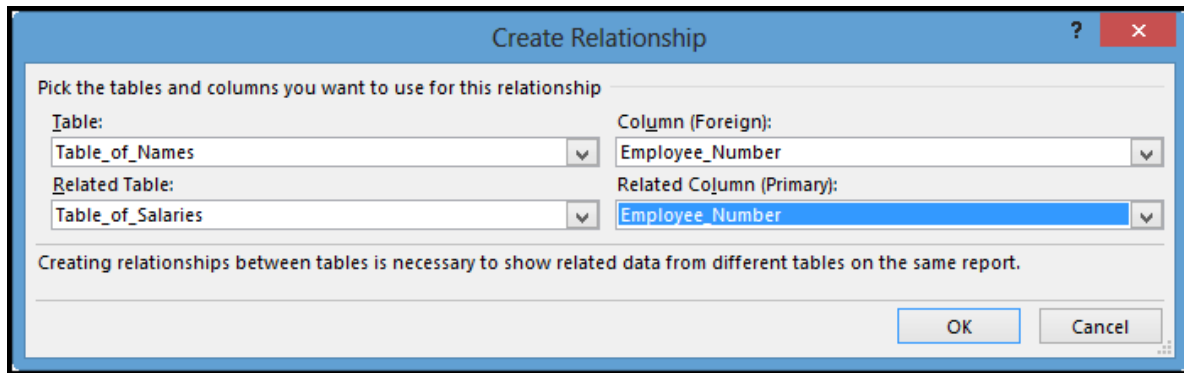 Create Relationship
? ×
Pick the tables and columns you want to use for this relationship
Table: Column (Foreign):
Table_of_Names Employee_Number
Related Table: Related Column (Primary):
Table_of_Salaries Employee_Number
Creating relationships between tables is necessary to show related data from different tables on the same report.
OK Cancel